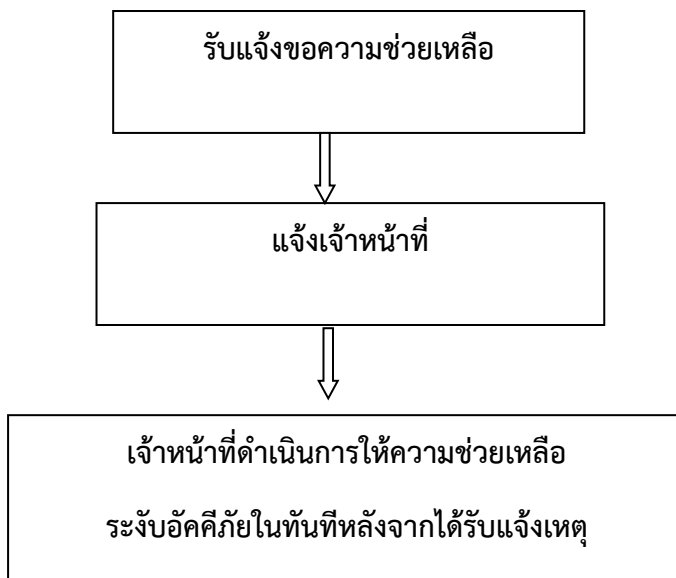 รับแจ้งขอความช่วยเหลือ
แจ้งเจ้าหน้าที่
เจ้าหน้าที่ดำเนินการให้ความช่วยเหลือ
ระงับอัคคีภัยในทันทีหลังจากได้รับแจ้งเหตุ